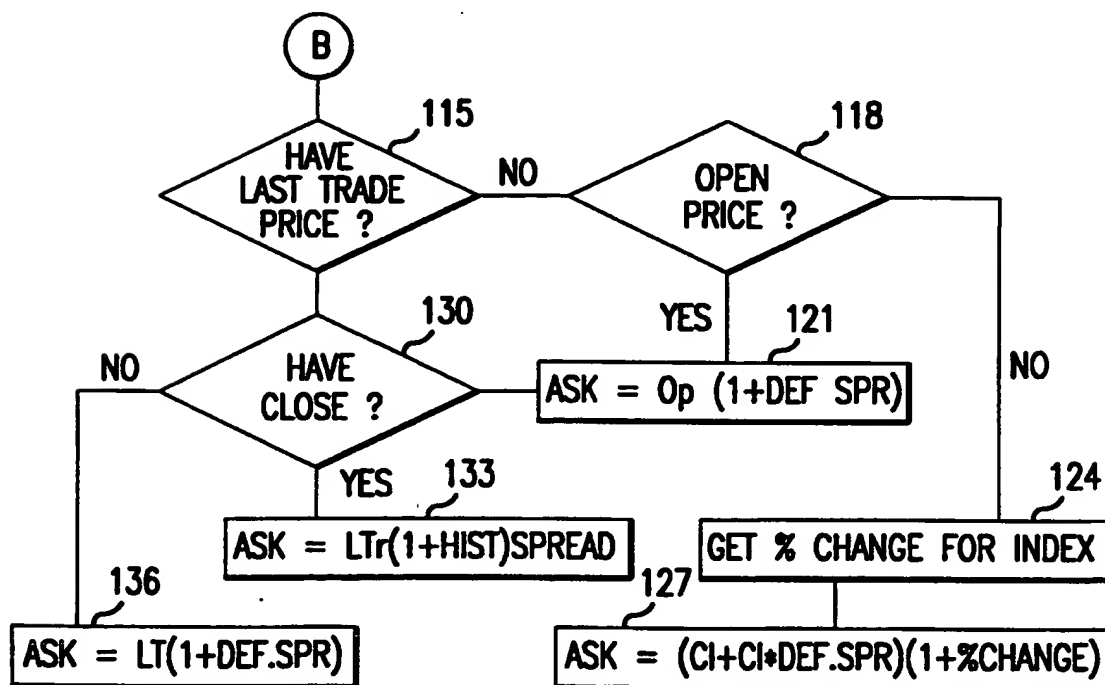 B
115
HAVE
LAST TRADE
PRICE ?
NO
118
OPEN
PRICE ?
130
HAVE
CLOSE ?
NO
YES
121
ASK = Op (1+DEF SPR)
NO
YES
133
ASK = LTr(1+HIST)SPREAD
124
GET % CHANGE FOR INDEX
136
ASK = LT(1+DEF.SPR)
127
ASK = (Cl+Cl*DEF.SPR)(1+%CHANGE)